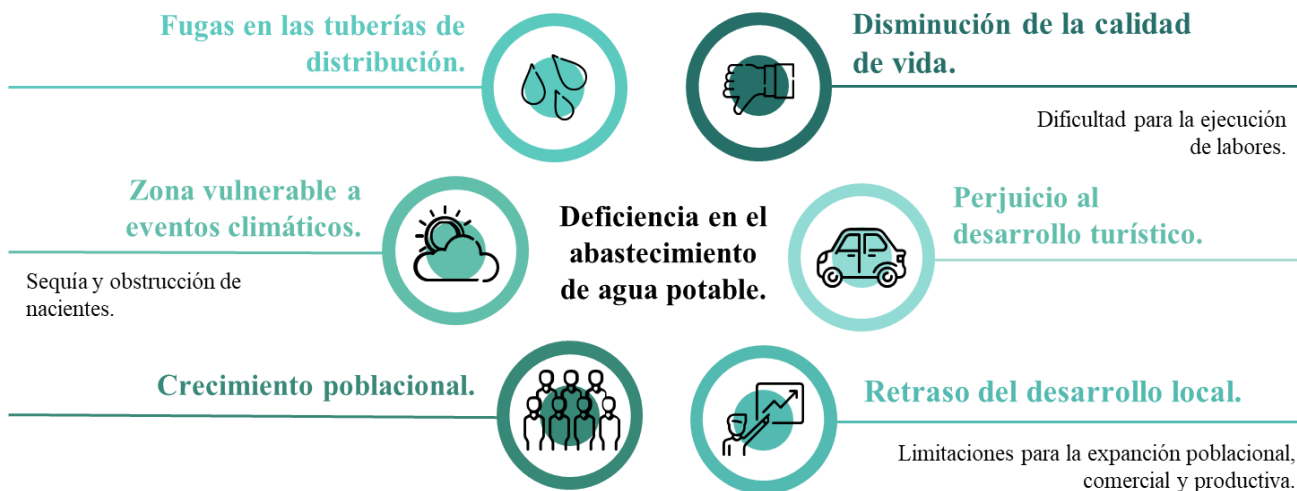 Fugas en las tuberías de
distribución.
Zona vulnerable a
eventos climáticos.
Sequía y obstrucción de
nacientes.
Crecimiento poblacional.
Deficiencia en el
abastecimiento
de agua potable.
Disminución de la calidad
de vida.
Dificultad para la ejecución
de labores.
Perjuicio al
desarrollo turístico.
Retraso del desarrollo local.
Limitaciones para la expansión poblacional,
comercial y productiva.